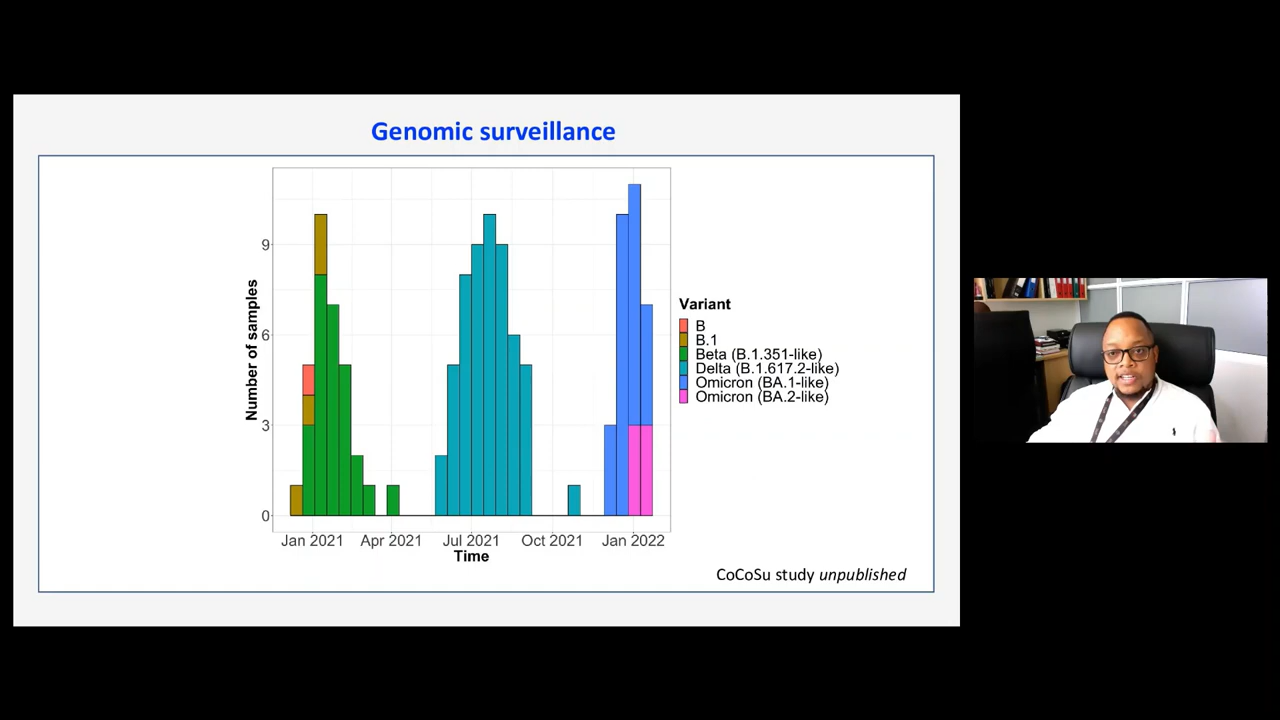 Genomic surveillance
Number of samples
9
6
3
0
Jan 2021 Apr 2021 Jul 2021 Oct 2021 Jan 2022
Time
Variant
B
B.1
Beta (B.1.351-like)
Delta (B.1.617.2-like)
Omicron (BA.1-like)
Omicron (BA.2-like)
CoCoSu study unpublished